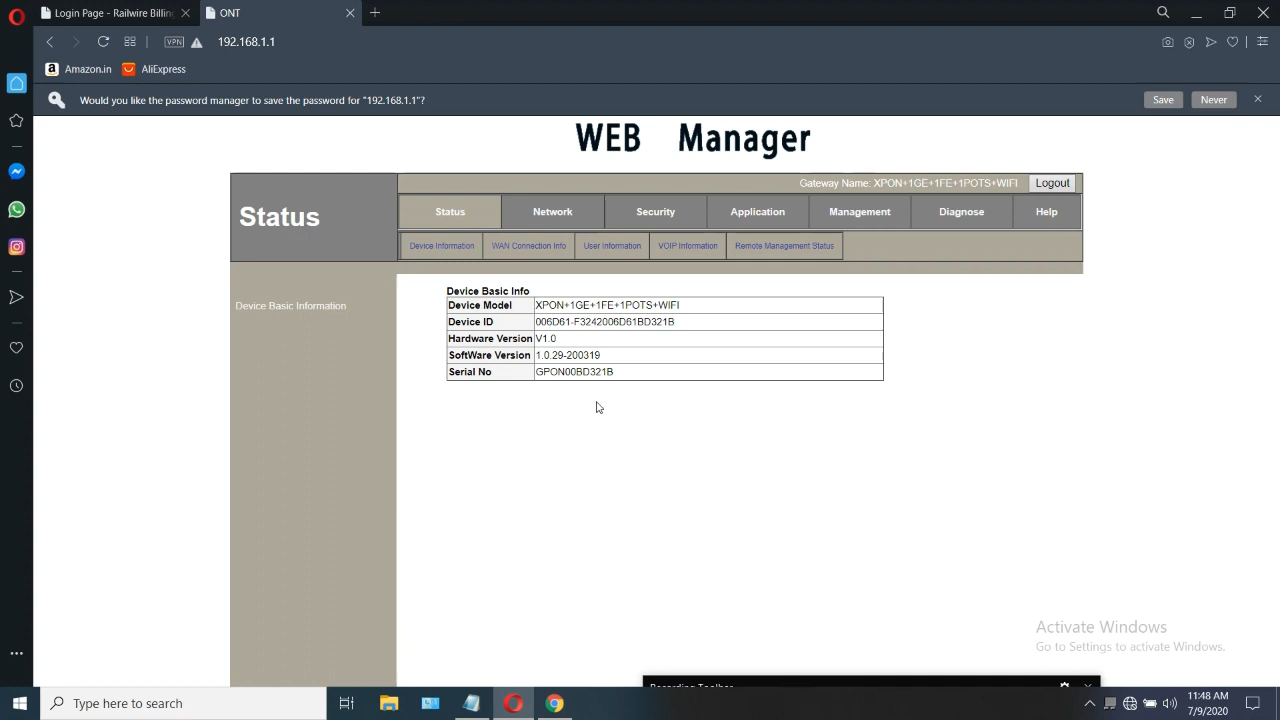 Login Page - Railwire Billing
ONT
VPN
192.168.1.1
Amazon.in
AliExpress
Would you like the password manager to save the password for "192.168.1.1"?
Save
Never
WEB Manager
Gateway Name: XPON+1GE+1FE+1POTS+WIFI
Logout
Status
Status
Network
Security
Application
Management
Diagnose
Help
Device Information
WAN Connection Info
User Information
VOIP Information
Remote Management Status
Device Basic Information
Device Basic Info
Device Model XPON+1GE+1FE+1POTS+WIFI
Device ID 006D61-F3242006D61BD321B
Hardware Version V1.0
SoftWare Version 1.0.29-200319
Serial No GPON00BD321B
Activate Windows
Go to Settings to activate Windows.
Recording Toolbar
Type here to search
11:48 AM
7/9/2020